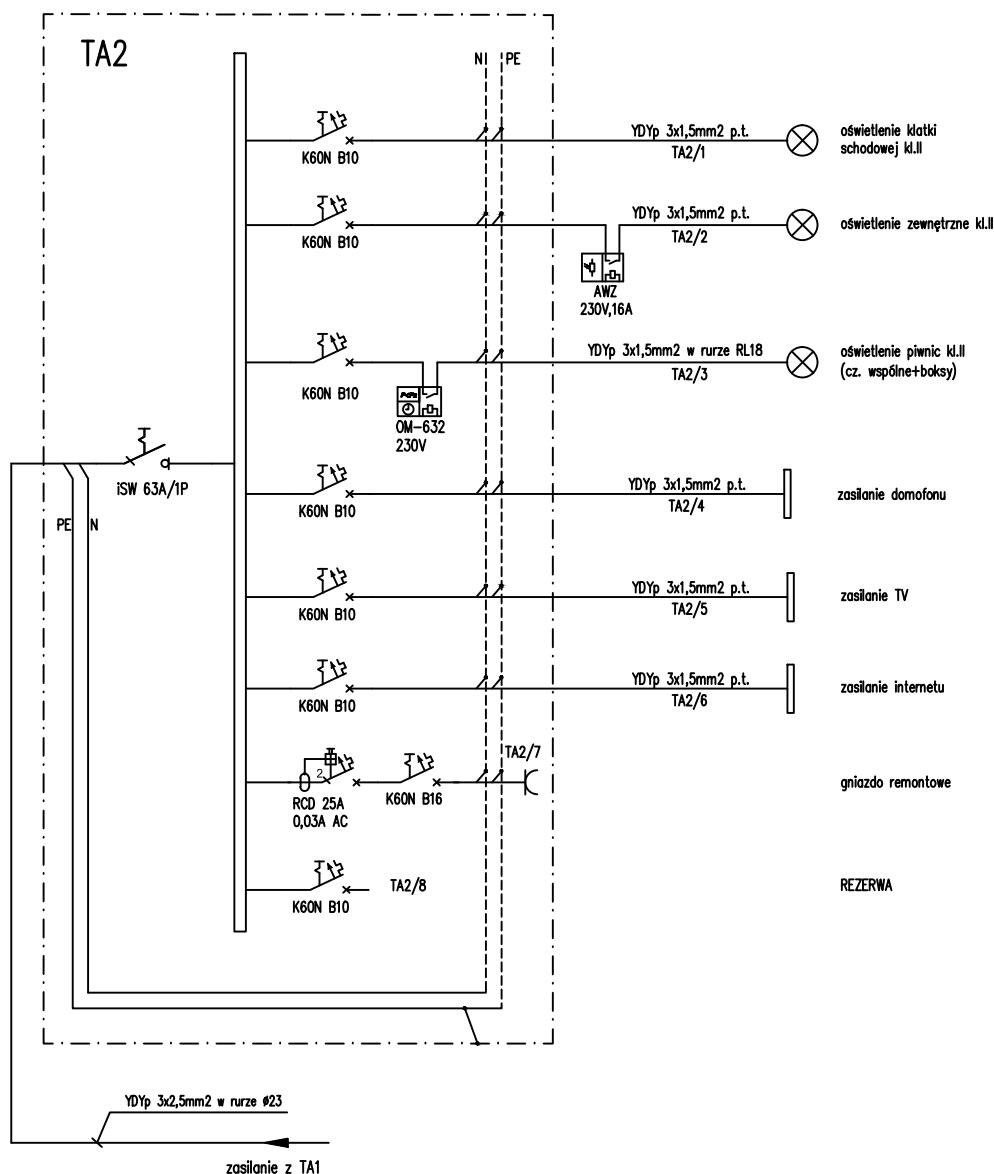 TA2
N
PE
YDYp 3x1,5mm2 p.t.
TA2/1
K60N B10
oświetlenie klatki
schodowej kl.II
YDYp 3x1,5mm2 p.t.
TA2/2
K60N B10
oświetlenie zewnętrzne kl.II
AWZ
230V,16A
YDYp 3x1,5mm2 w rurze RL18
TA2/3
K60N B10
oświetlenie piwnic kl.II
(cz. wspólne+boksy)
OM-632
230V
iSW 63A/1P
PE
N
YDYp 3x1,5mm2 p.t.
TA2/4
K60N B10
zasilanie domofonu
YDYp 3x1,5mm2 p.t.
TA2/5
K60N B10
zasilanie TV
YDYp 3x1,5mm2 p.t.
TA2/6
K60N B10
zasilanie internetu
TA2/7
2
RCD 25A
0,03A AC
K60N B16
gniazdo remontowe
TA2/8
K60N B10
REZERWA
YDYp 3x2,5mm2 w rurze ø23
zasilanie z TA1